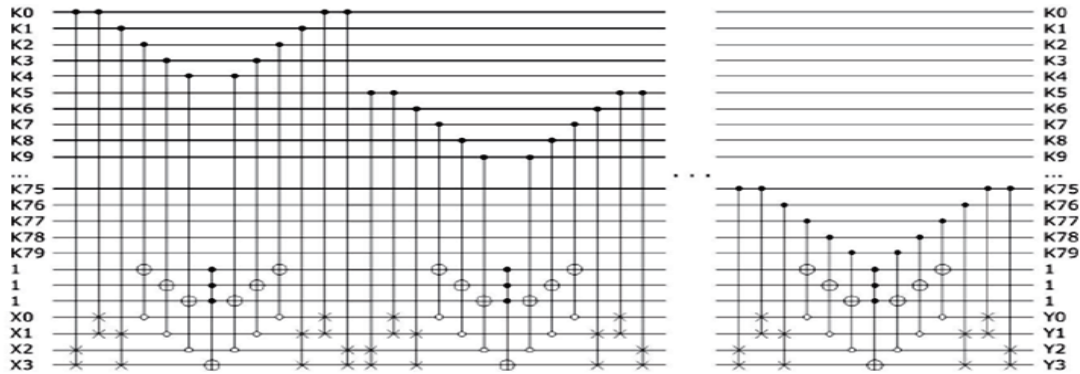 K0 K0
K1 K1
K2 K2
K3 K3
K4 K4
K5 K5
K6 K6
K7 K7
K8 K8
K9 K9
... ... ...
K75 K75
K76 K76
K77 K77
K78 K78
K79 K79
1 1
1 1
1 1
X0 Y0
X1 Y1
X2 Y2
X3 Y3